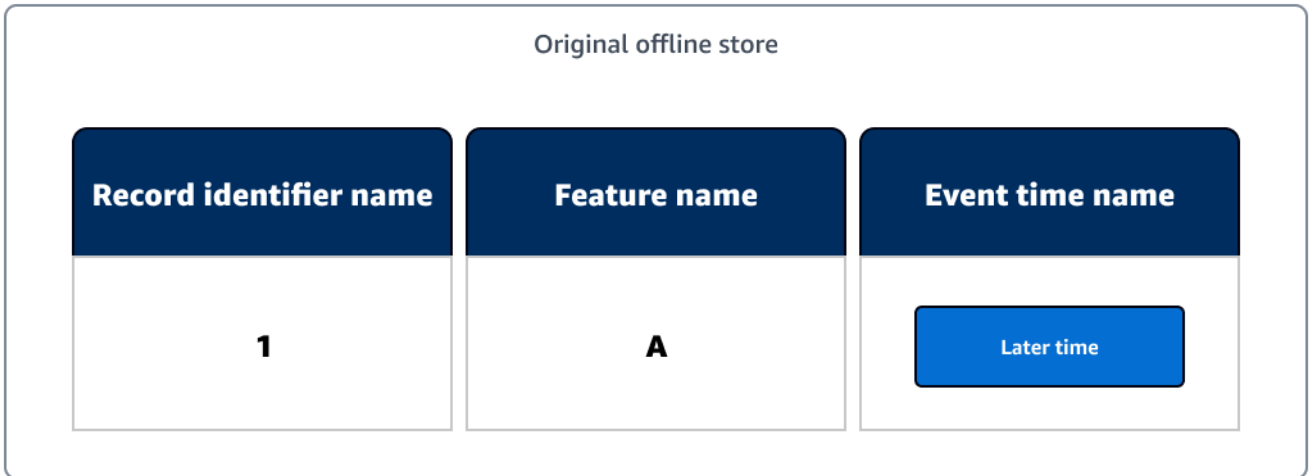 Original offline store
Record identifier name
Feature name
Event time name
1
A
Later time